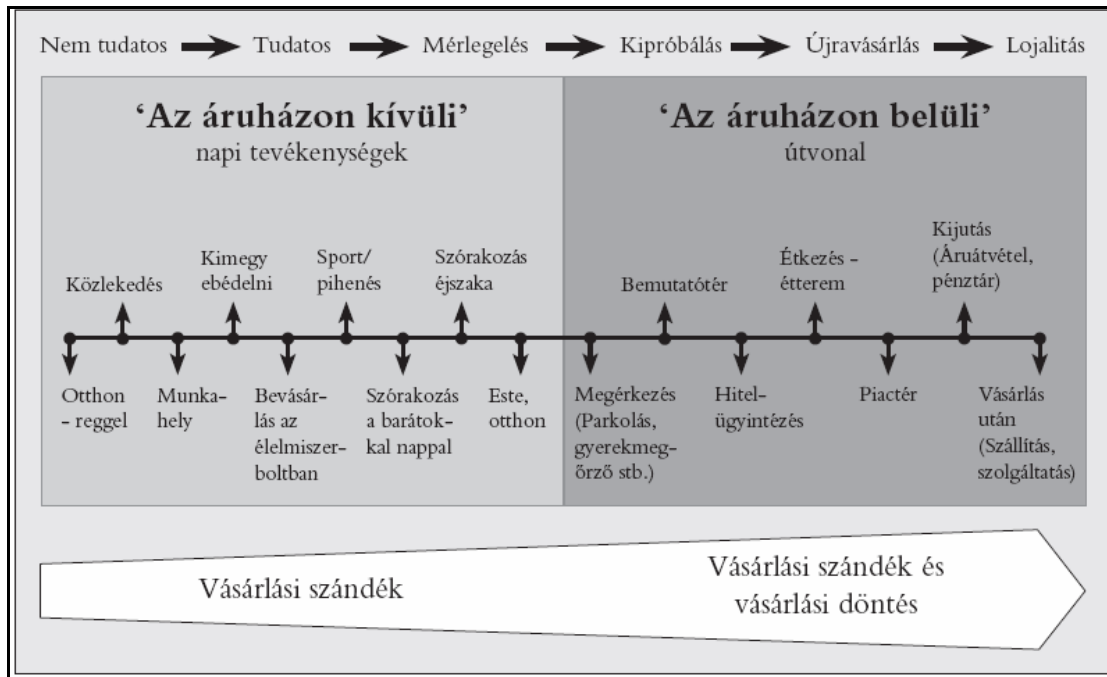 Nem tudatos Tudatos Mérlegelés Kipróbálás Újravásárlás Lojalitás
‘Az áruházon kívüli’
napi tevékenységek
‘Az áruházon belüli’
útvonal
Közlekedés
Kimegy
ebédelni
Sport/
pihenés
Szórakozás
éjszaka
Bemutatótér
Étkezés –
étterem
Kijutás
(Áruátvétel,
pénztár)
Otthon
– reggel
Munka-
hely
Bevásár-
lás az
élelmiszer-
boltban
Szórakozás
a barátok-
kal nappal
Este,
otthon
Megérkezés
(Parkolás,
gyerekmeg-
őrző stb.)
Hitel-
ügyintézés
Piactér
Vásárlás
után
(Szállítás,
szolgáltatás)
Vásárlási szándék
Vásárlási szándék és
vásárlási döntés